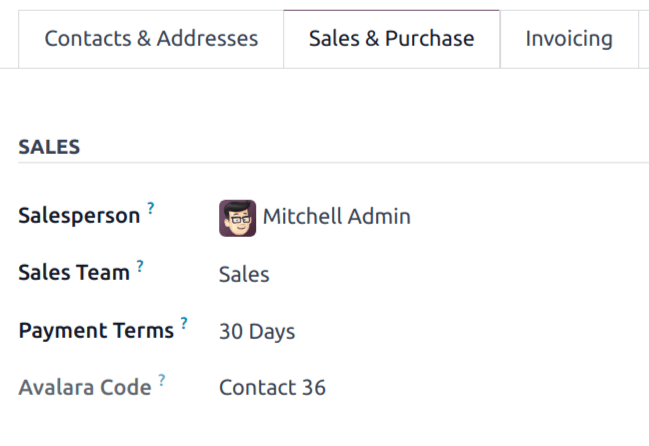 Contacts & Addresses Sales & Purchase Invoicing
SALES
Salesperson ? Mitchell Admin
Sales Team ? Sales
Payment Terms ? 30 Days
Avalara Code ? Contact 36